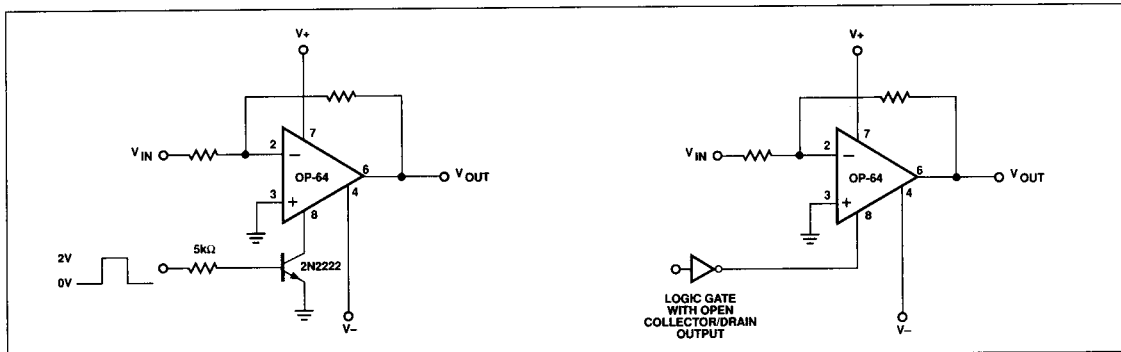 V+
7
V IN
2
−
OP-64
6
V OUT
3
+
4
8
5kΩ
2V
0V
2N2222
V−
V+
7
V IN
2
−
OP-64
6
V OUT
3
+
4
8
LOGIC GATE
WITH OPEN
COLLECTOR/DRAIN
OUTPUT
V−